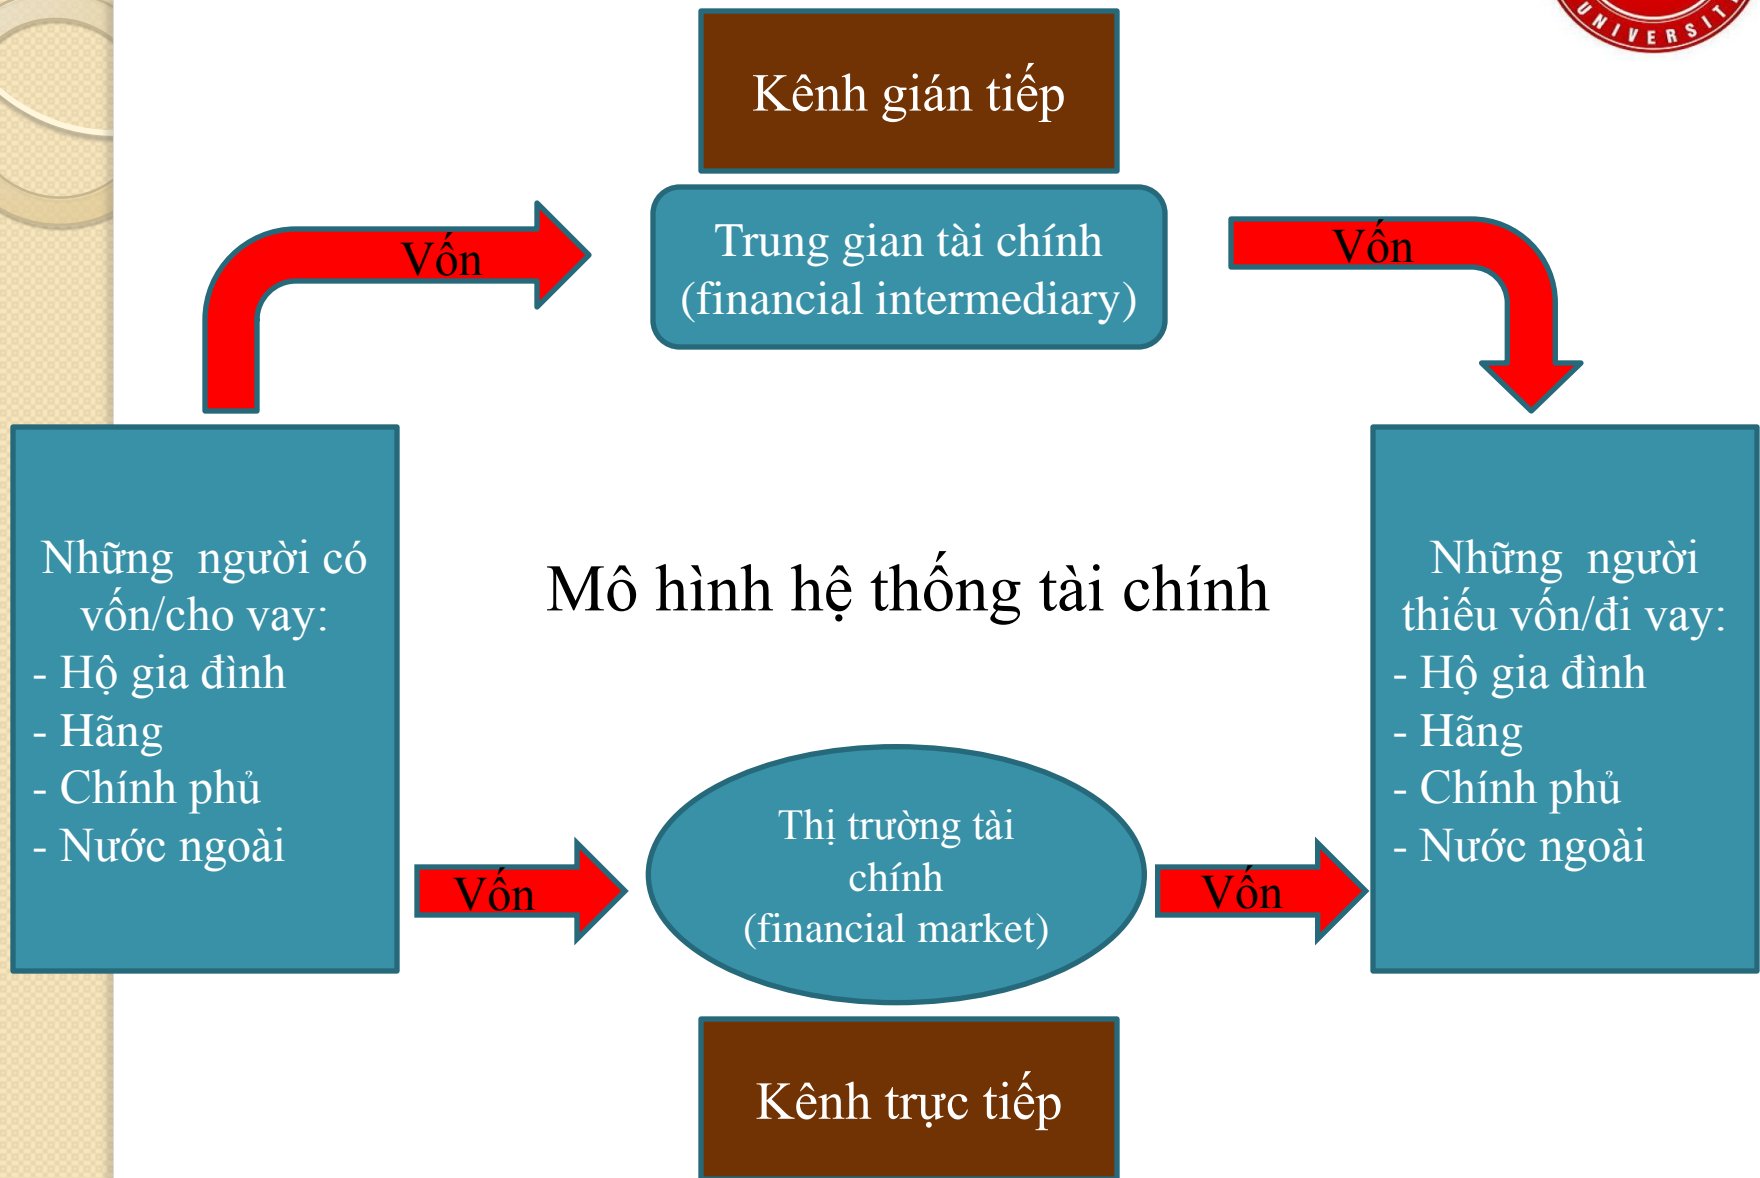 UNIVERSIT
Kênh gián tiếp
Vốn
Trung gian tài chính
(financial intermediary)
Vốn
Những người có
vốn/cho vay:
- Hộ gia đình
- Hãng
- Chính phủ
- Nước ngoài
Mô hình hệ thống tài chính
Những người
thiếu vốn/đi vay:
- Hộ gia đình
- Hãng
- Chính phủ
- Nước ngoài
Vốn
Thị trường tài
chính
(financial market)
Vốn
Kênh trực tiếp